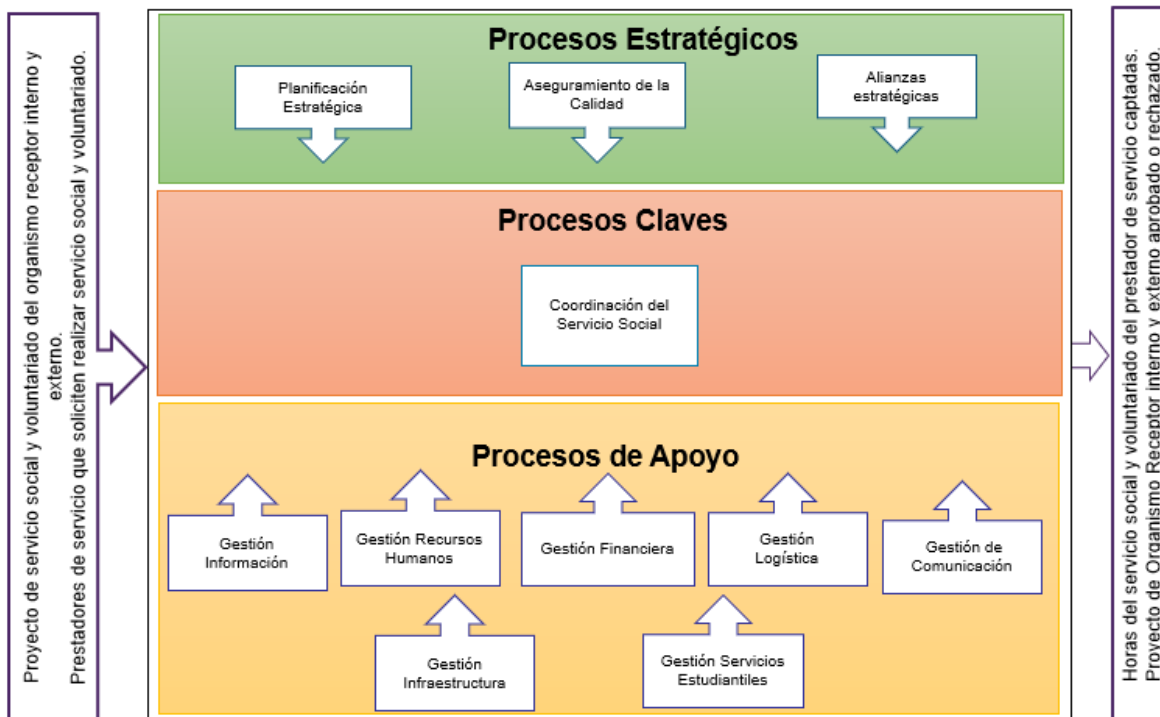 Proyecto de servicio social y voluntariado del organismo receptor interno y
externo.
Prestadores de servicio que soliciten realizar servicio social y voluntariado.
Procesos Estratégicos
Planificación
Estratégica
Aseguramiento de la
Calidad
Alianzas
estratégicas
Procesos Claves
Coordinación del
Servicio Social
Procesos de Apoyo
Gestión
Información
Gestión Recursos
Humanos
Gestión Financiera
Gestión
Logística
Gestión de
Comunicación
Gestión
Infraestructura
Gestión Servicios
Estudiantiles
Horas del servicio social y voluntariado del prestador de servicio captadas.
Proyecto de Organismo Receptor interno y externo aprobado o rechazado.